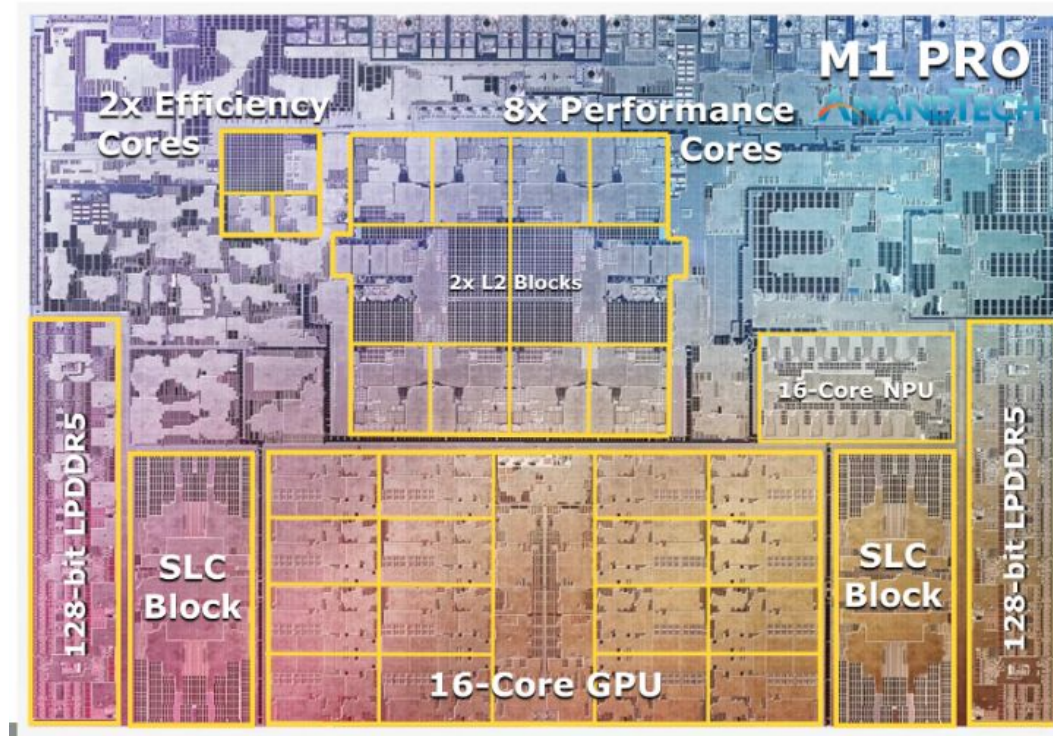 M1 PRO
ANANDTECH
2x Efficiency
Cores
8x Performance
Cores
2x L2 Blocks
16-Core NPU
128-bit LPDDR5
SLC
Block
16-Core GPU
SLC
Block
128-bit LPDDR5